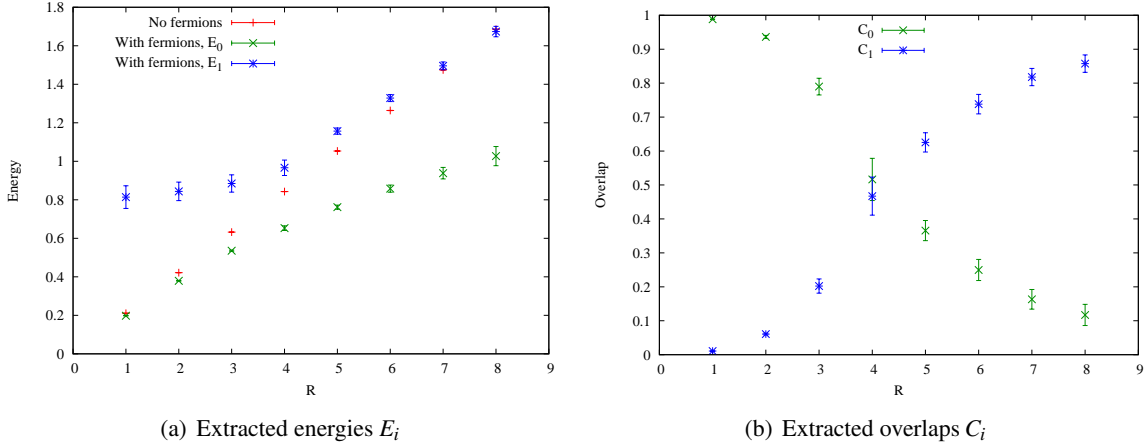 No fermions
With fermions, E0
With fermions, E1
Energy
1.8
1.6
1.4
1.2
1
0.8
0.6
0.4
0.2
0
0 1 2 3 4 5 6 7 8 9
R
(a) Extracted energies Ei
C0
C1
Overlap
1
0.9
0.8
0.7
0.6
0.5
0.4
0.3
0.2
0.1
0
0 1 2 3 4 5 6 7 8 9
R
(b) Extracted overlaps Ci